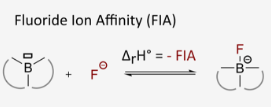 Fluoride Ion Affinity (FIA)
ΔrH° = - FIA
F
B + F⊖ B⊖